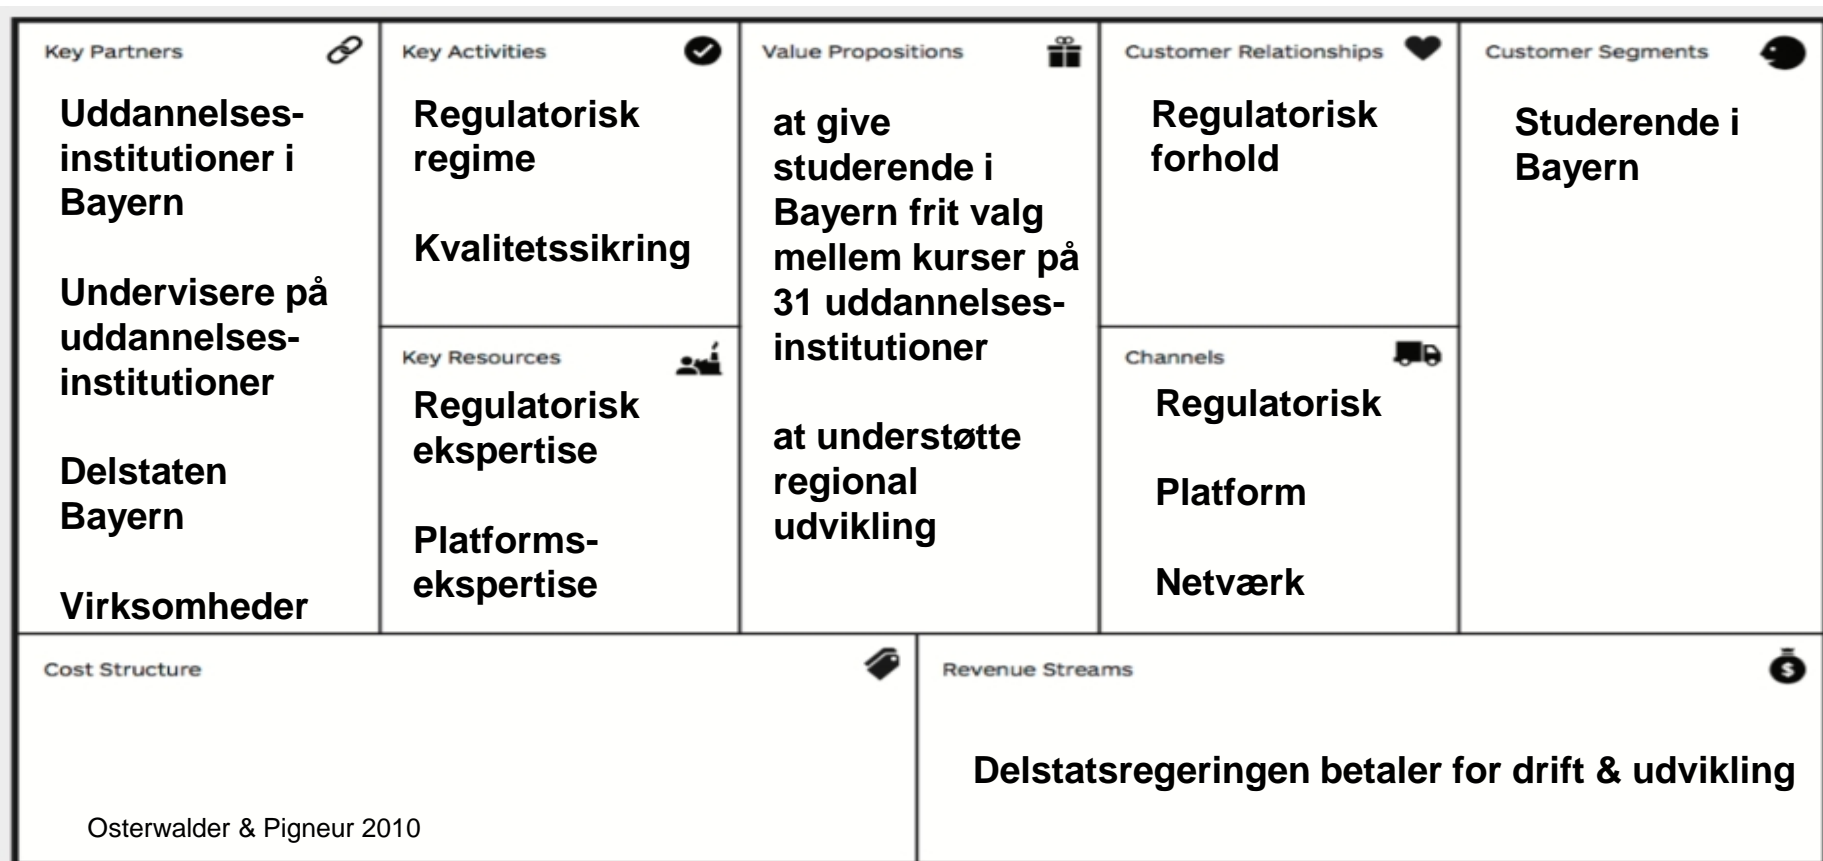 Key Partners
Uddannelses-
institutioner i
Bayern
Undervisere på
uddannelses-
institutioner
Delstaten
Bayern
Virksomheder
Key Activities
Regulatorisk
regime
Kvalitetssikring
Key Resources
Regulatorisk
ekspertise
Platforms-
ekspertise
Value Propositions
at give
studerende i
Bayern frit valg
mellem kurser på
31 uddannelses-
institutioner
at understøtte
regional
udvikling
Customer Relationships
Regulatorisk
forhold
Channels
Regulatorisk
Platform
Netværk
Customer Segments
Studerende i
Bayern
Cost Structure
Osterwalder & Pigneur 2010
Revenue Streams
Delstatsregeringen betaler for drift & udvikling